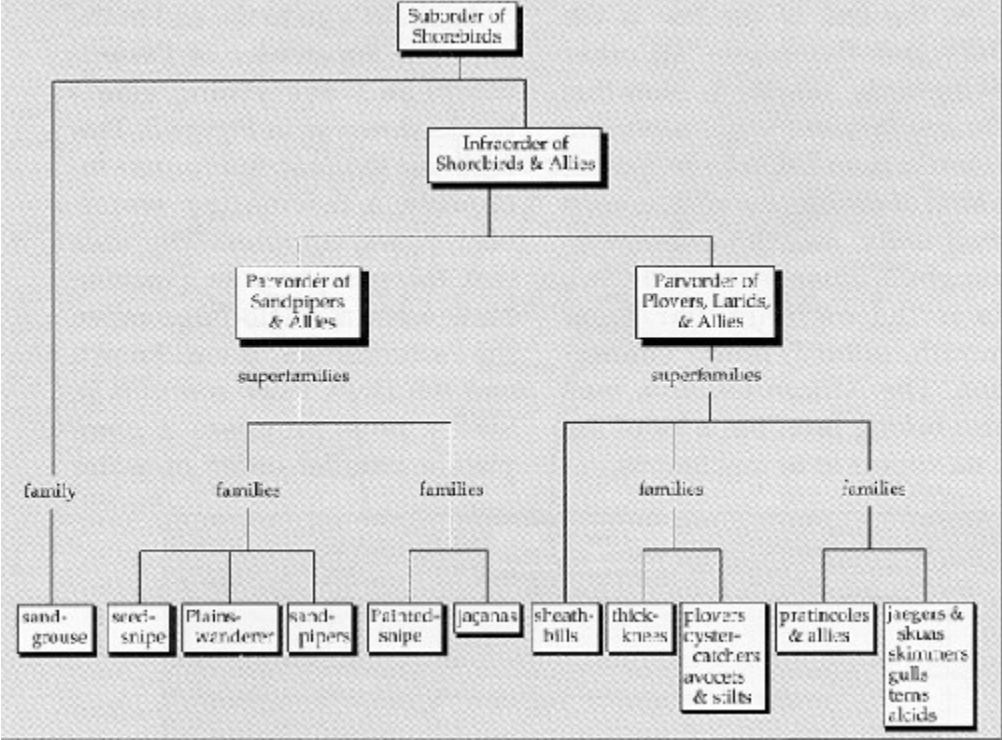 Suborder of
Shorebirds
Infraorder of
Shorebirds & Allies
Parvorder of
Sandpipers
& Allies
Parvorder of
Plovers, Larids,
& Allies
superfamilies
superfamilies
family
families
families
families
families
sand-
grouse
seed-
snipe
Plains-
wanderer
sand-
pipers
Painted-
snipe
jaçanas
sheath-
bills
thick-
knees
plovers
oyster-
catchers
avocets
& stilts
pratincoles
& allies
jaegers &
skuas
skimmers
gulls
terns
alcids